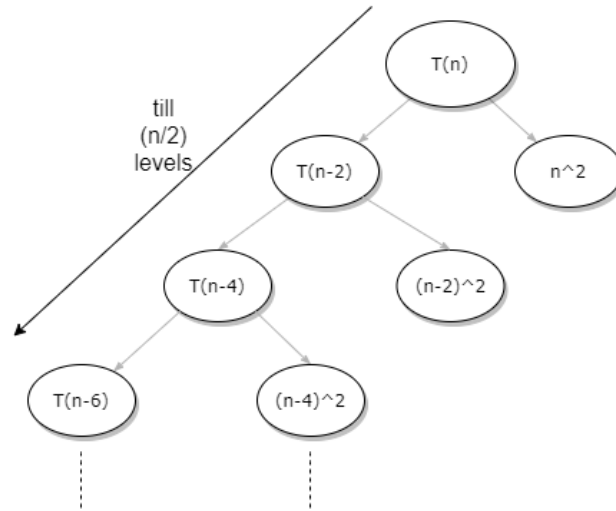 T(n)
till
(n/2)
levels
T(n-2)
n^2
T(n-4)
(n-2)^2
T(n-6)
(n-4)^2